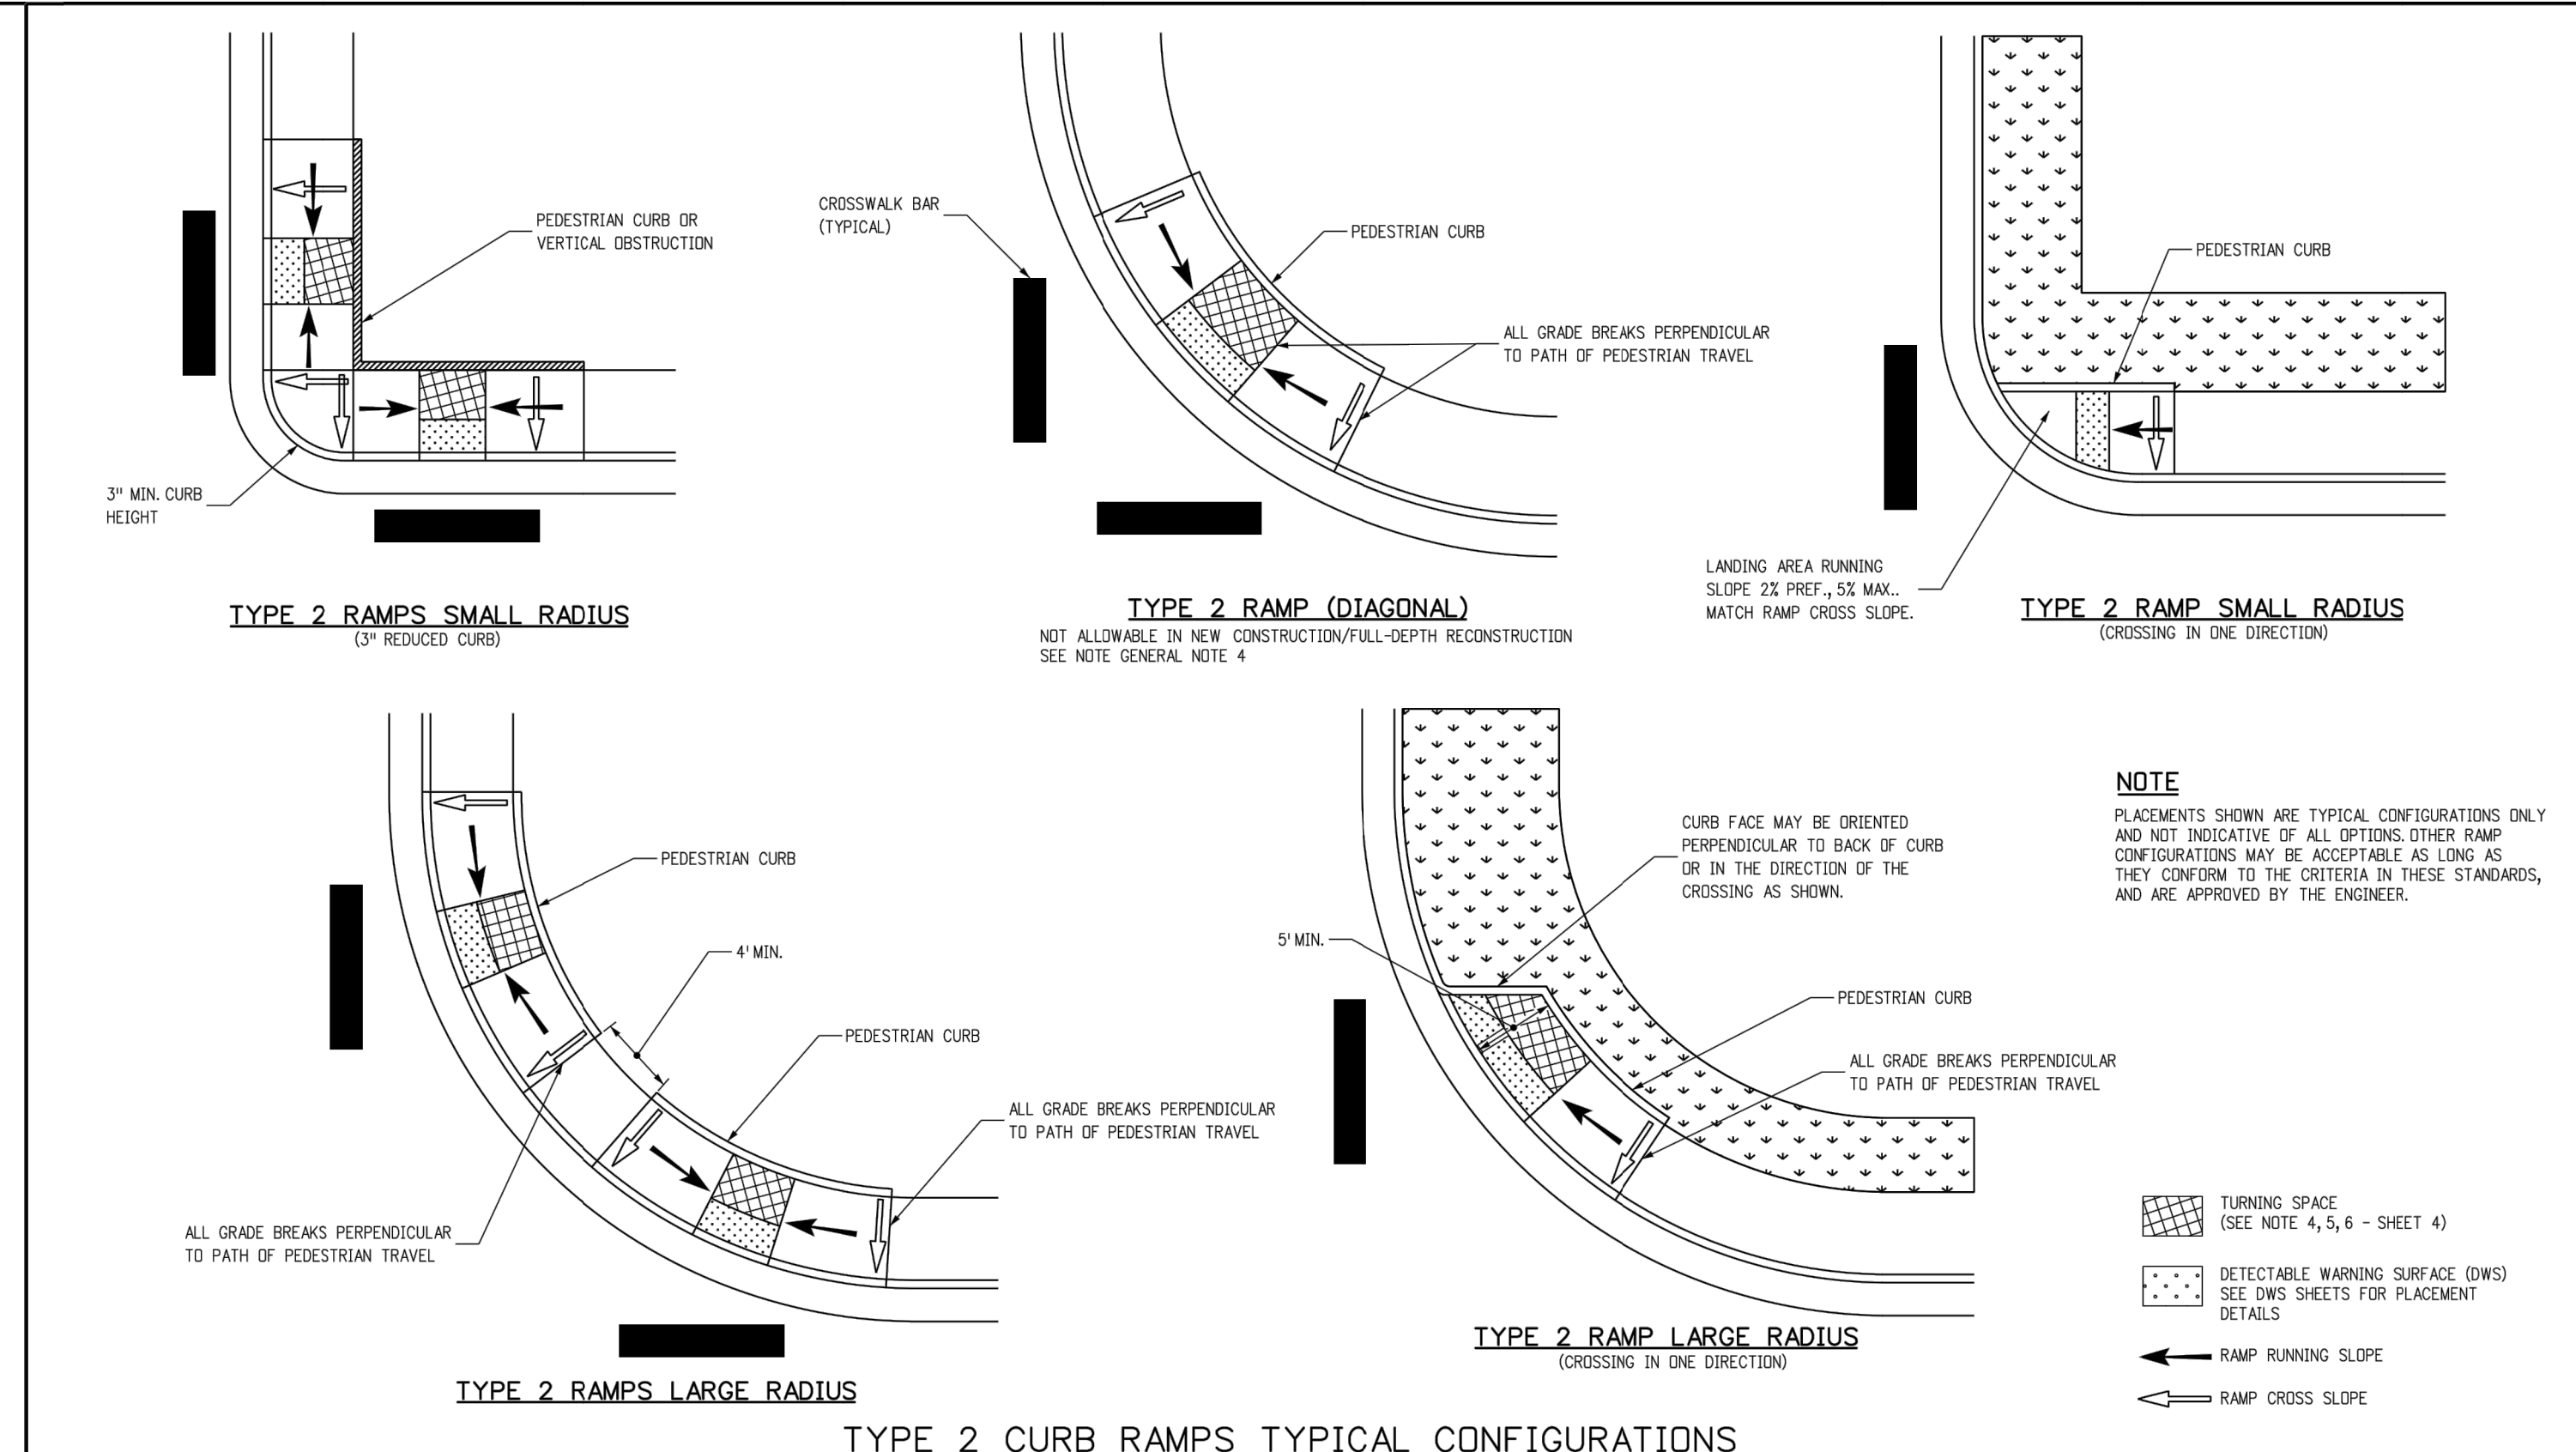 PEDESTRIAN CURB OR
VERTICAL OBSTRUCTION
3" MIN. CURB
HEIGHT
TYPE 2 RAMPS SMALL RADIUS
(3" REDUCED CURB)
CROSSWALK BAR
(TYPICAL)
PEDESTRIAN CURB
ALL GRADE BREAKS PERPENDICULAR
TO PATH OF PEDESTRIAN TRAVEL
TYPE 2 RAMP (DIAGONAL)
NOT ALLOWABLE IN NEW CONSTRUCTION/FULL-DEPTH RECONSTRUCTION
SEE NOTE GENERAL NOTE 4
PEDESTRIAN CURB
LANDING AREA RUNNING
SLOPE 2% PREF., 5% MAX..
MATCH RAMP CROSS SLOPE.
TYPE 2 RAMP SMALL RADIUS
(CROSSING IN ONE DIRECTION)
PEDESTRIAN CURB
4' MIN.
PEDESTRIAN CURB
ALL GRADE BREAKS PERPENDICULAR
TO PATH OF PEDESTRIAN TRAVEL
ALL GRADE BREAKS PERPENDICULAR
TO PATH OF PEDESTRIAN TRAVEL
TYPE 2 RAMPS LARGE RADIUS
CURB FACE MAY BE ORIENTED
PERPENDICULAR TO BACK OF CURB
OR IN THE DIRECTION OF THE
CROSSING AS SHOWN.
5' MIN.
PEDESTRIAN CURB
ALL GRADE BREAKS PERPENDICULAR
TO PATH OF PEDESTRIAN TRAVEL
TYPE 2 RAMP LARGE RADIUS
(CROSSING IN ONE DIRECTION)
NOTE
PLACEMENTS SHOWN ARE TYPICAL CONFIGURATIONS ONLY
AND NOT INDICATIVE OF ALL OPTIONS. OTHER RAMP
CONFIGURATIONS MAY BE ACCEPTABLE AS LONG AS
THEY CONFORM TO THE CRITERIA IN THESE STANDARDS,
AND ARE APPROVED BY THE ENGINEER.
TURNING SPACE
(SEE NOTE 4, 5, 6 - SHEET 4)
DETECTABLE WARNING SURFACE (DWS)
SEE DWS SHEETS FOR PLACEMENT
DETAILS
RAMP RUNNING SLOPE
RAMP CROSS SLOPE
TYPE 2 CURB RAMPS TYPICAL CONFIGURATIONS